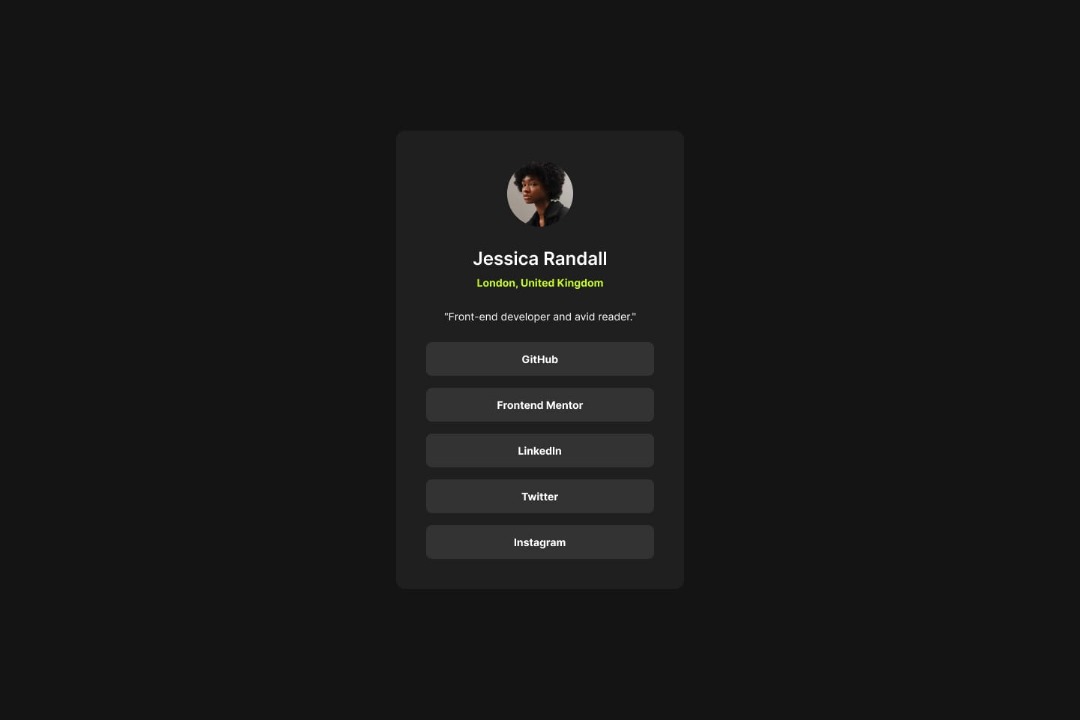 Jessica Randall
London, United Kingdom
"Front-end developer and avid reader."
GitHub
Frontend Mentor
LinkedIn
Twitter
Instagram